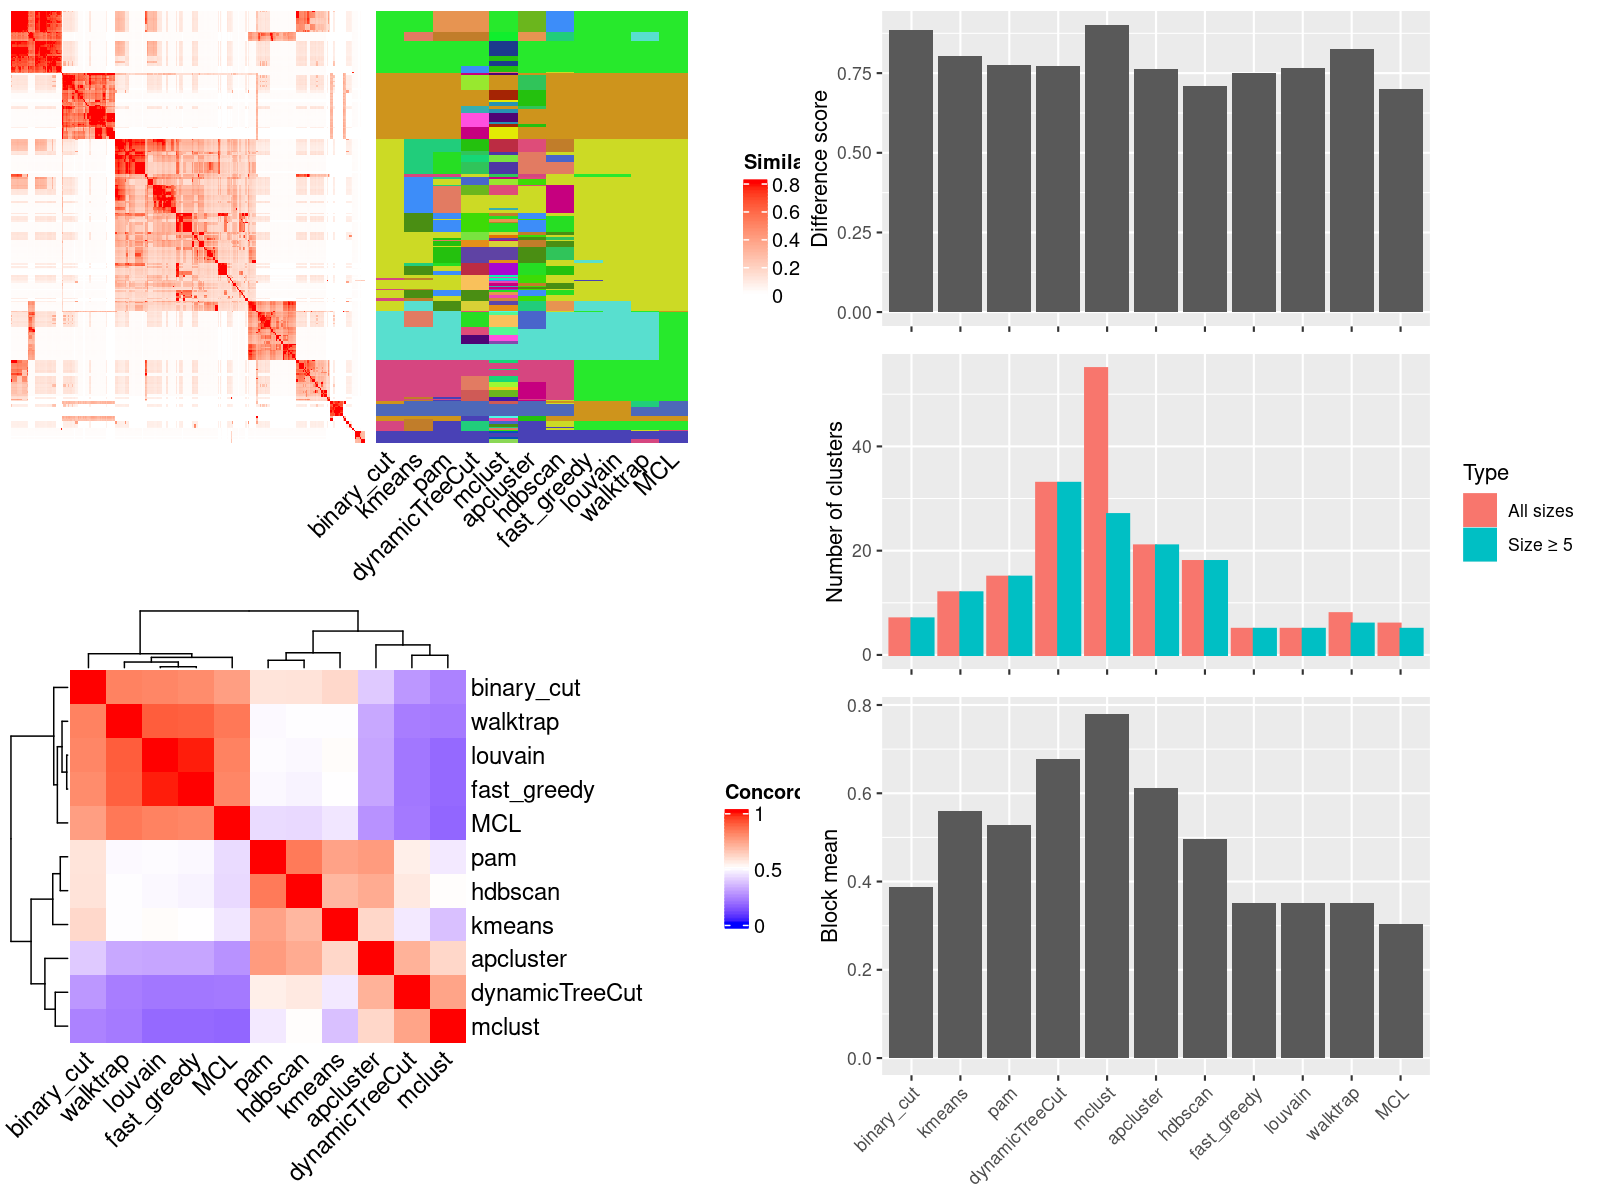 Simila
0.8
0.6
0.4
0.2
0
binary_cut
kmeans
pam
dynamicTreeCut
mclust
apcluster
hdbscan
fast_greedy
louvain
walktrap
MCL
Difference score
0.75
0.50
0.25
0.00
Number of clusters
40
20
0
Type
All sizes
Size ≥ 5
binary_cut
walktrap
louvain
fast_greedy
MCL
pam
hdbscan
kmeans
apcluster
dynamicTreeCut
mclust
binary_cut
walktrap
louvain
fast_greedy
MCL
pam
hdbscan
kmeans
apcluster
dynamicTreeCut
mclust
Concord
1
0.5
0
Block mean
0.8
0.6
0.4
0.2
0.0
binary_cut
kmeans
pam
dynamicTreeCut
mclust
apcluster
hdbscan
fast_greedy
louvain
walktrap
MCL